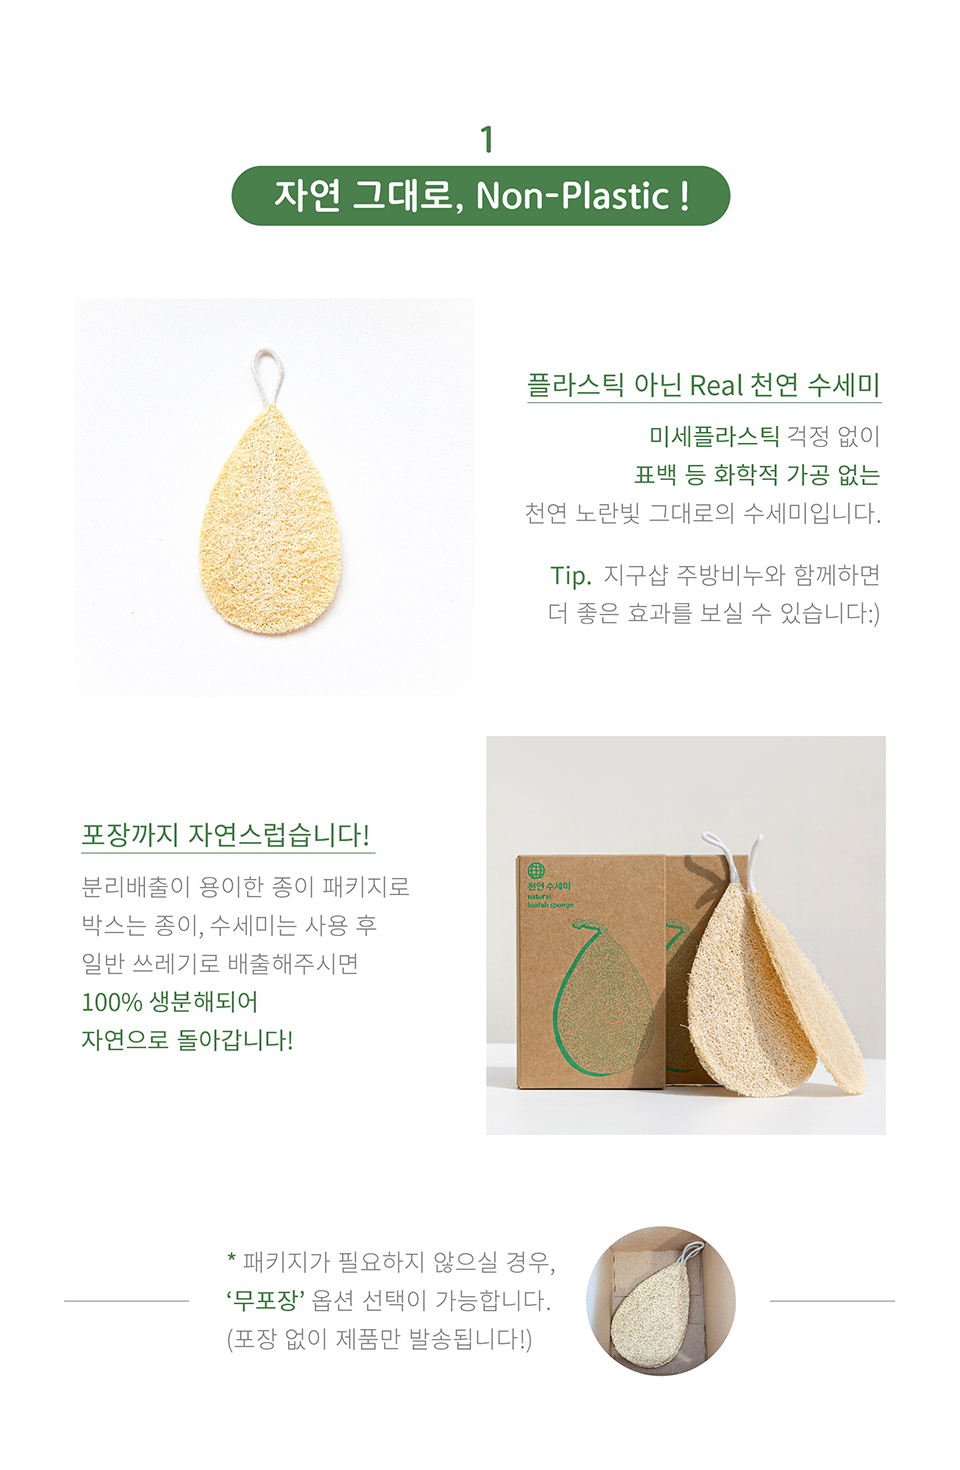 1
자연 그대로, Non-Plastic !
플라스틱 아닌 Real 천연 수세미
미세플라스틱 걱정 없이
표백 등 화학적 가공 없는
천연 노란빛 그대로의 수세미입니다.
Tip. 지구샵 주방비누와 함께하면
더 좋은 효과를 보실 수 있습니다:)
포장까지 자연스럽습니다!
분리배출이 용이한 종이 패키지로
박스는 종이, 수세미는 사용 후
일반 쓰레기로 배출해주시면
100% 생분해되어
자연으로 돌아갑니다!
천연 수세미
natural
loofah sponge
* 패키지가 필요하지 않으실 경우,
‘무포장’ 옵션 선택이 가능합니다.
(포장 없이 제품만 발송됩니다!)